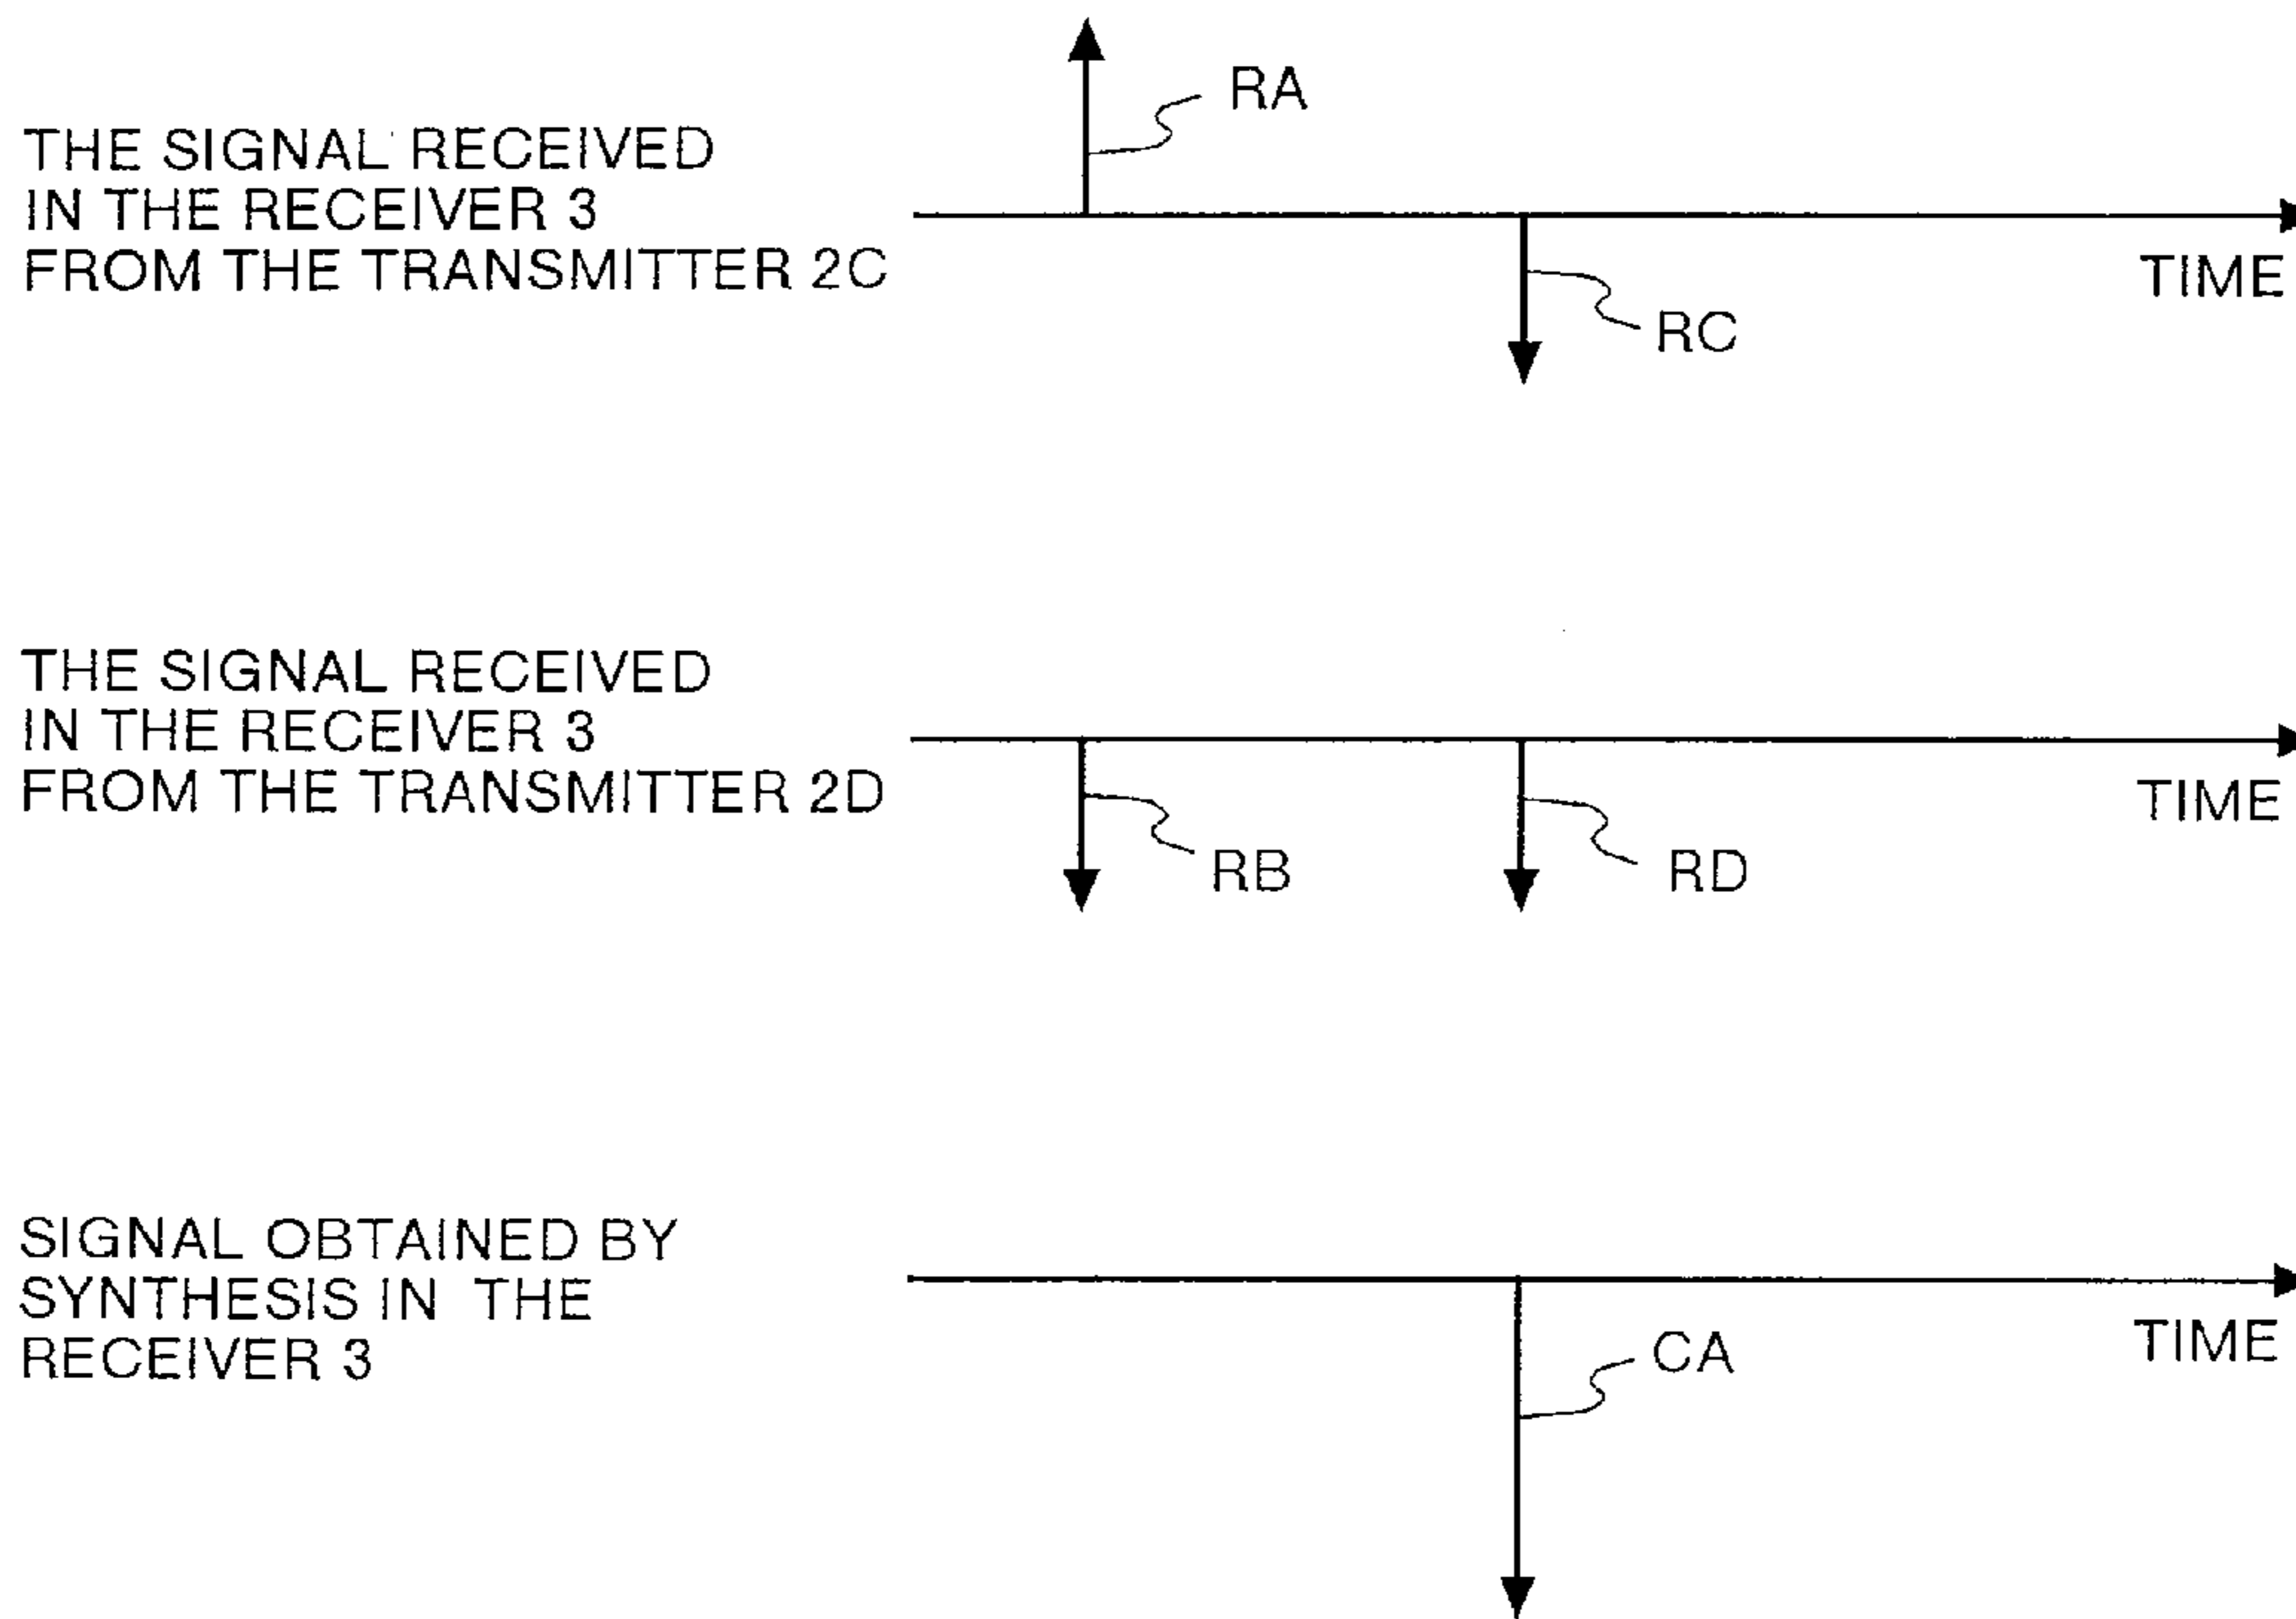 RA
THE SIGNAL RECEIVED
IN THE RECEIVER 3
FROM THE TRANSMITTER 2C
TIME
RC
THE SIGNAL RECEIVED
IN THE RECEIVER 3
FROM THE TRANSMITTER 2D
TIME
RB
RD
SIGNAL OBTAINED BY
SYNTHESIS IN THE
RECEIVER 3
TIME
CA